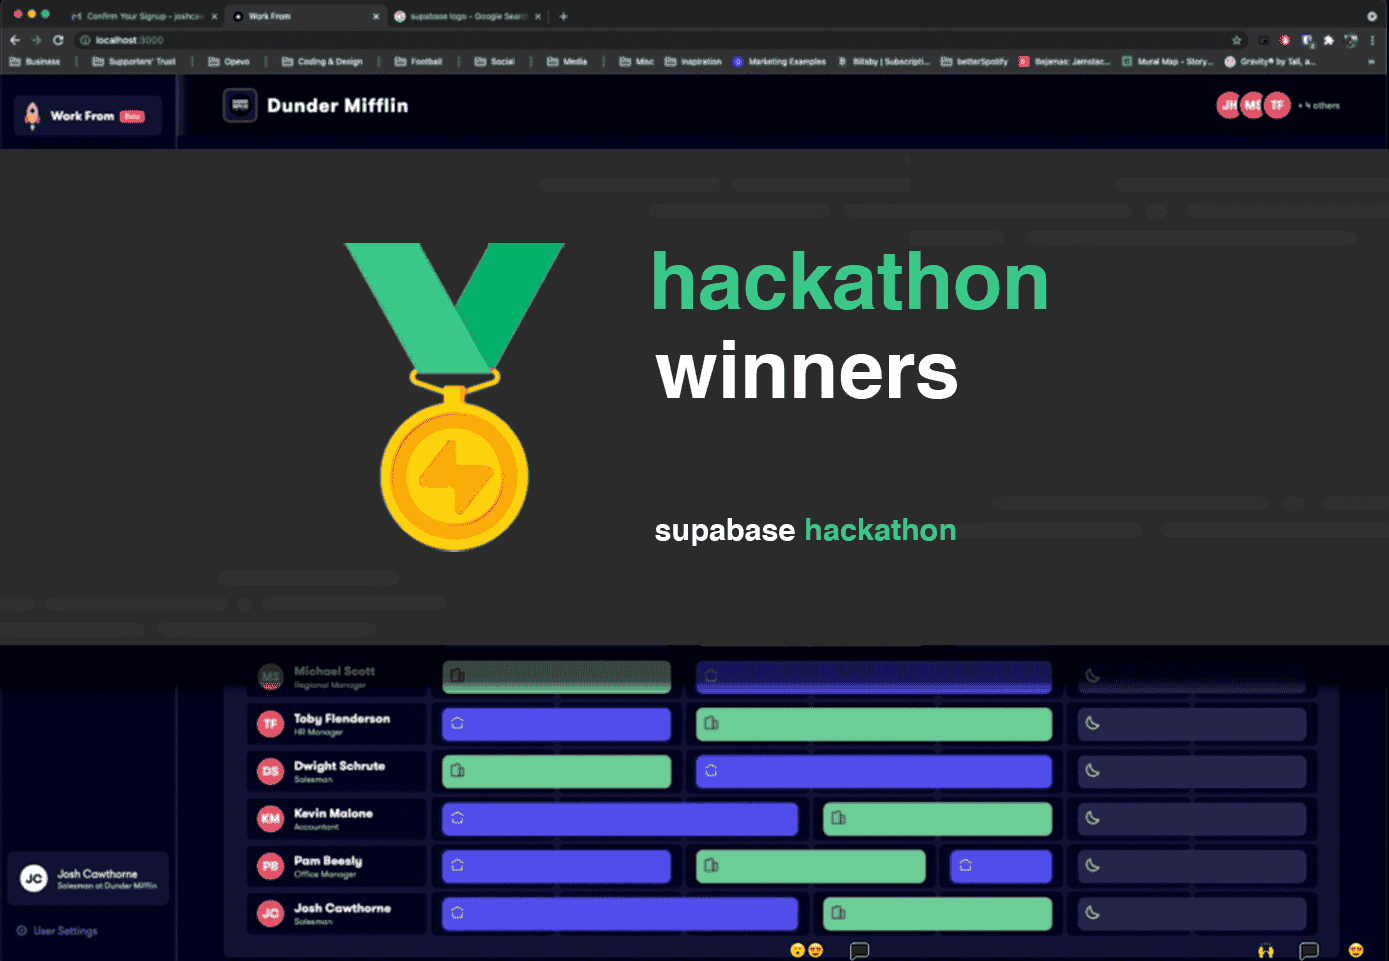 Confirm Your Signup - joshcaw
Work From
supabase logo - Google Searc
localhost:3000
Business
Supporters' Trust
Opevo
Coding & Design
Football
Social
Media
Misc
Inspiration
Marketing Examples
Billsby | Subscripti...
betterSpotify
Bejamas: Jamstac...
Mural Map - Story...
Gravity® by Tail, a...
Work From Beta
Dunder Mifflin
JH MS TF + 4 others
hackathon
winners
supabase hackathon
MS Michael Scott
Regional Manager
TF Toby Flenderson
HR Manager
DS Dwight Schrute
Salesman
KM Kevin Malone
Accountant
PB Pam Beesly
Office Manager
JC Josh Cawthorne
Salesman
JC Josh Cawthorne
Salesman at Dunder Mifflin
User Settings